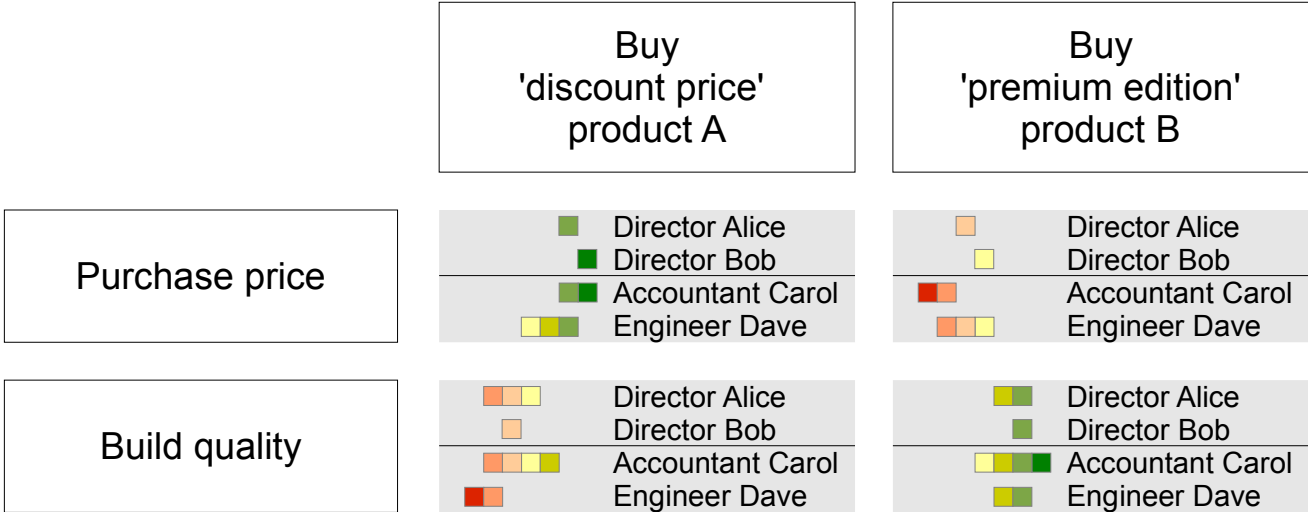 Buy
'discount price'
product A
Buy
'premium edition'
product B
Purchase price
Director Alice
Director Bob
Accountant Carol
Engineer Dave
Director Alice
Director Bob
Accountant Carol
Engineer Dave
Build quality
Director Alice
Director Bob
Accountant Carol
Engineer Dave
Director Alice
Director Bob
Accountant Carol
Engineer Dave